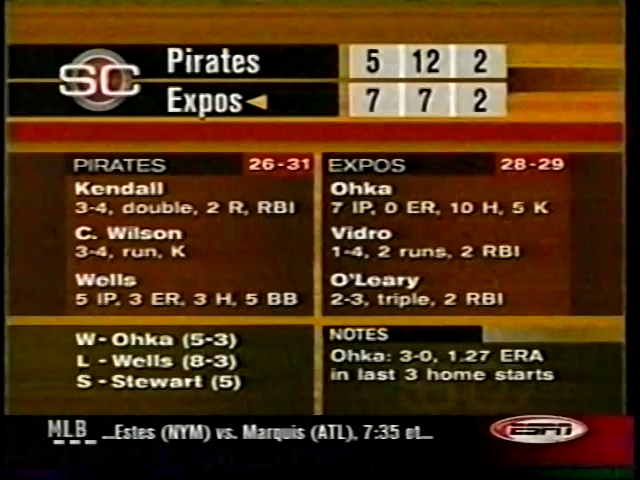 SC
Pirates 5 12 2
Expos 7 7 2
PIRATES 26-31
Kendall
3-4, double, 2 R, RBI
C. Wilson
3-4, run, K
Wells
5 IP, 3 ER, 3 H, 5 BB
EXPOS 28-29
Ohka
7 IP, 0 ER, 10 H, 5 K
Vidro
1-4, 2 runs, 2 RBI
O'Leary
2-3, triple, 2 RBI
W - Ohka (5-3)
L - Wells (8-3)
S - Stewart (5)
NOTES
Ohka: 3-0, 1.27 ERA
in last 3 home starts
MLB ...Estes (NYM) vs. Marquis (ATL), 7:35 et...
ESPN